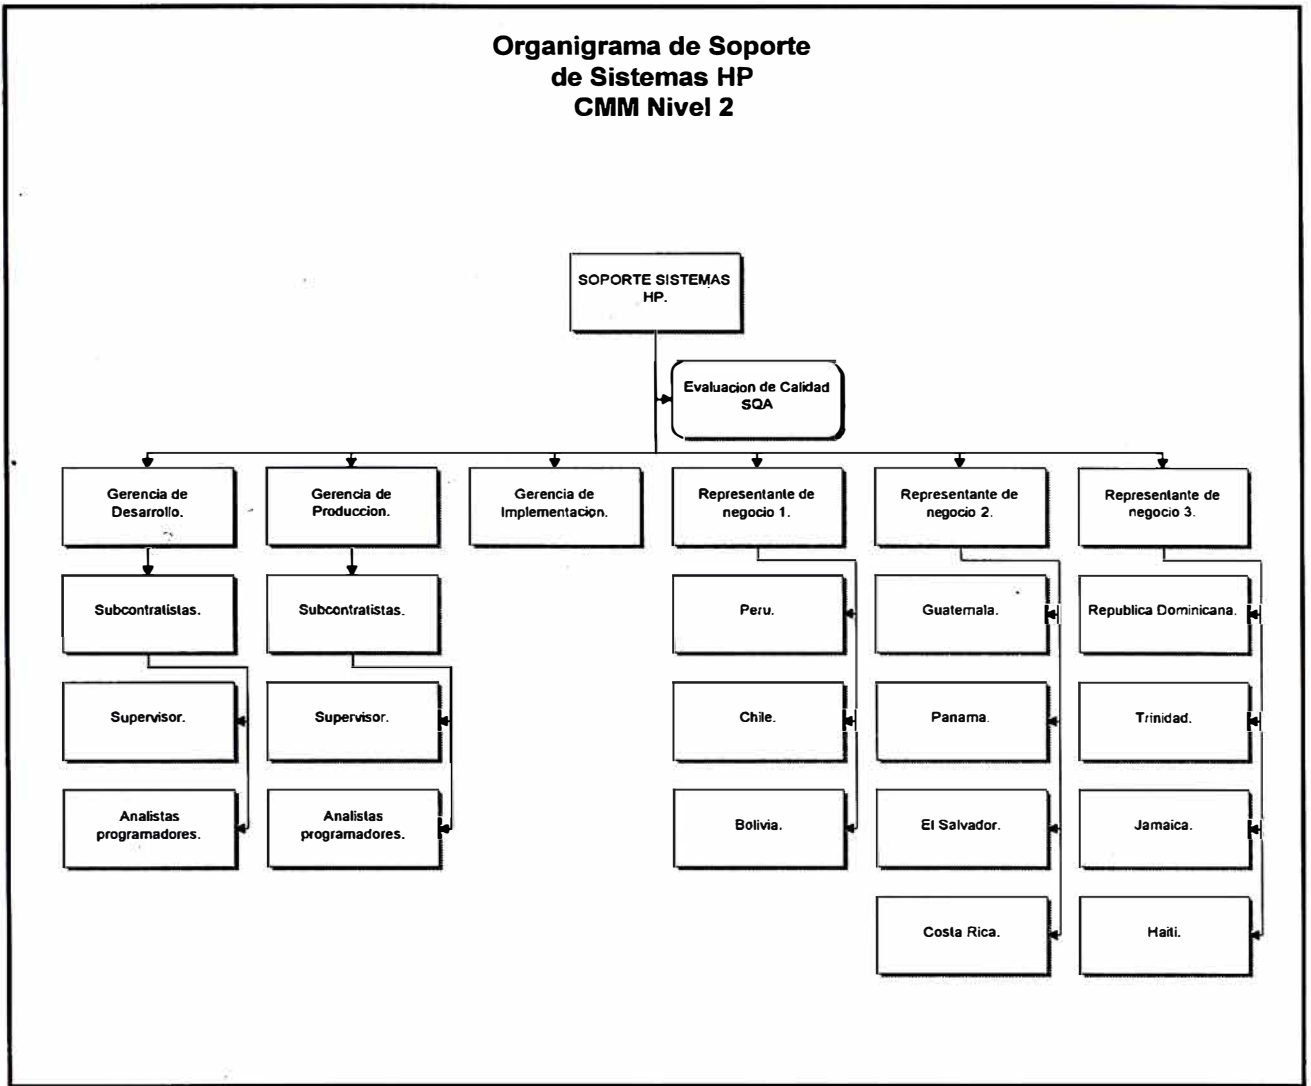 Organigrama de Soporte
de Sistemas HP
CMM Nivel 2
SOPORTE SISTEMAS
HP.
Evaluacion de Calidad
SQA
Gerencia de
Desarrollo.
Gerencia de
Produccion.
Gerencia de
Implementacion.
Representante de
negocio 1.
Representante de
negocio 2.
Representante de
negocio 3.
Subcontratistas.
Subcontratistas.
Peru.
Guatemala.
Republica Dominicana.
Supervisor.
Supervisor.
Chile.
Panama.
Trinidad.
Analistas
programadores.
Analistas
programadores.
Bolivia.
El Salvador.
Jamaica.
Costa Rica.
Haiti.